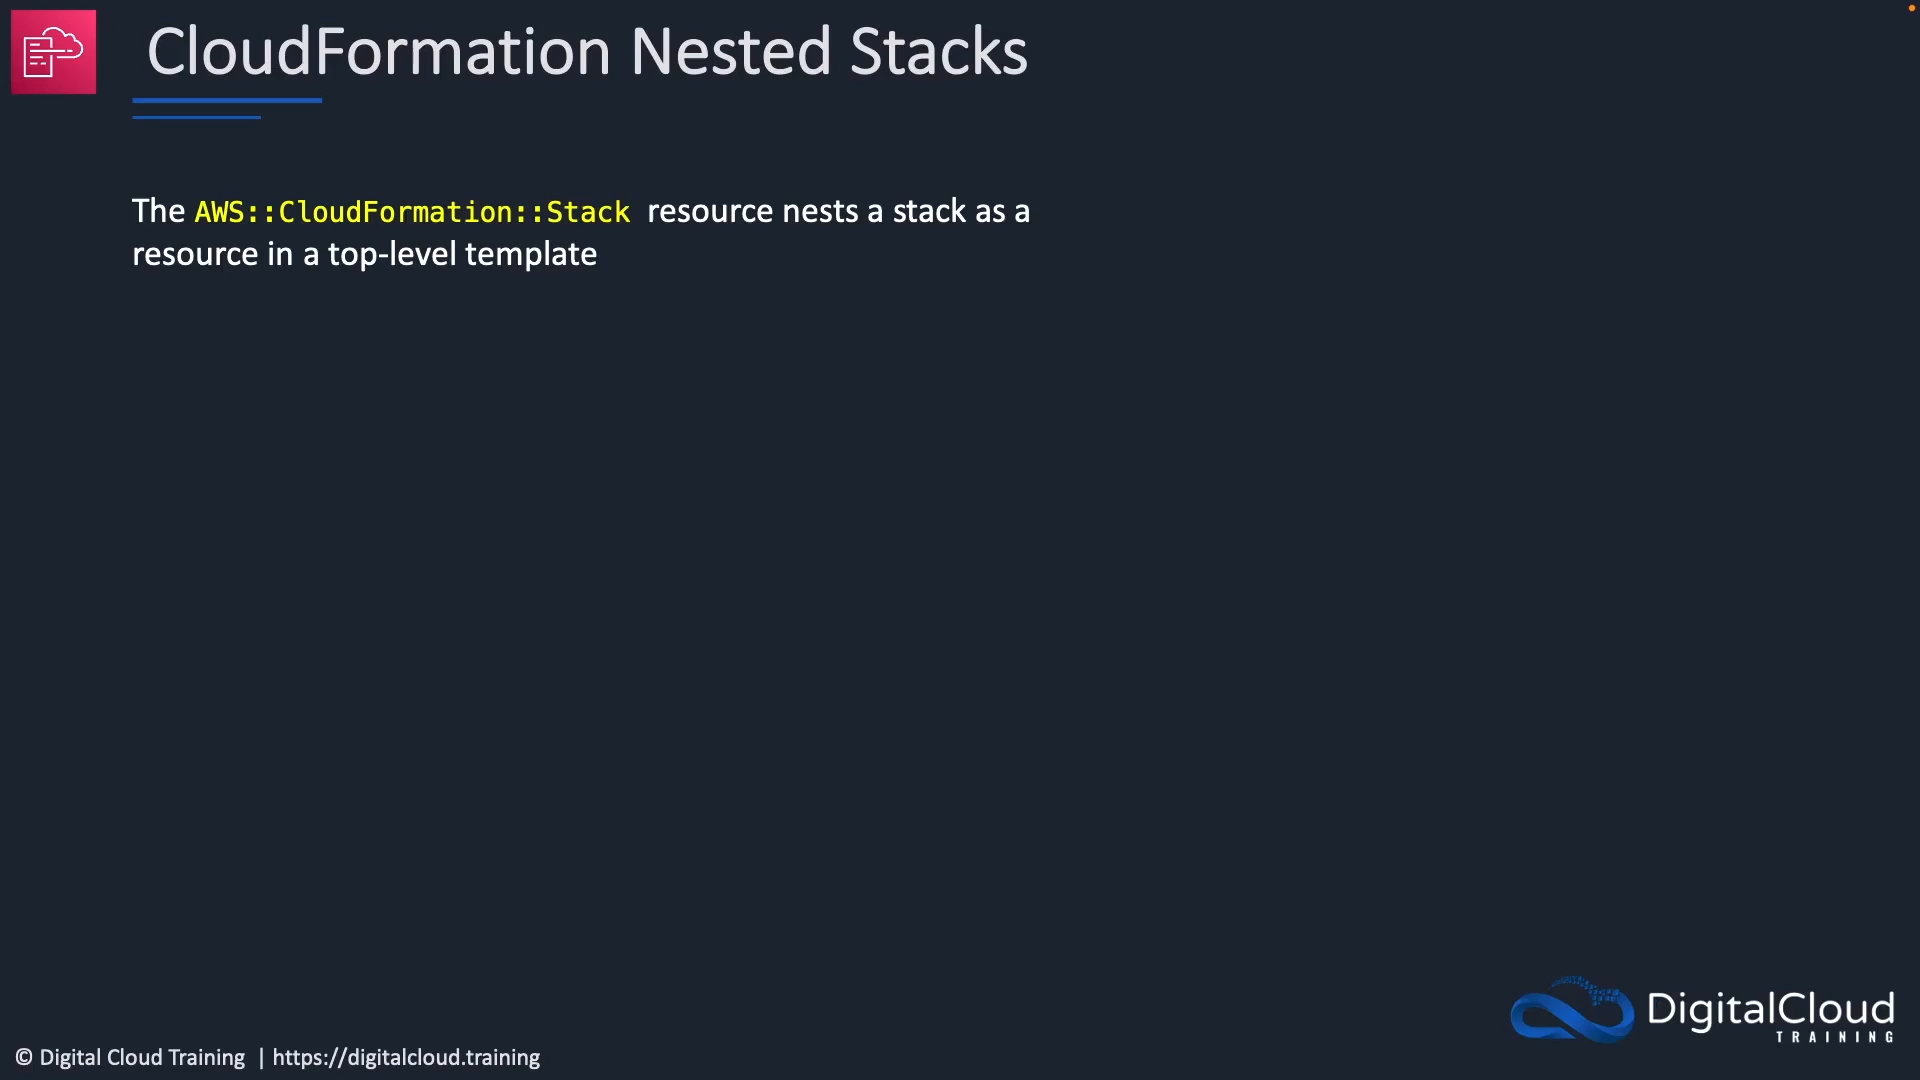 CloudFormation Nested Stacks
The AWS::CloudFormation::Stack resource nests a stack as a
resource in a top-level template
DigitalCloud
TRAINING
© Digital Cloud Training | https://digitalcloud.training